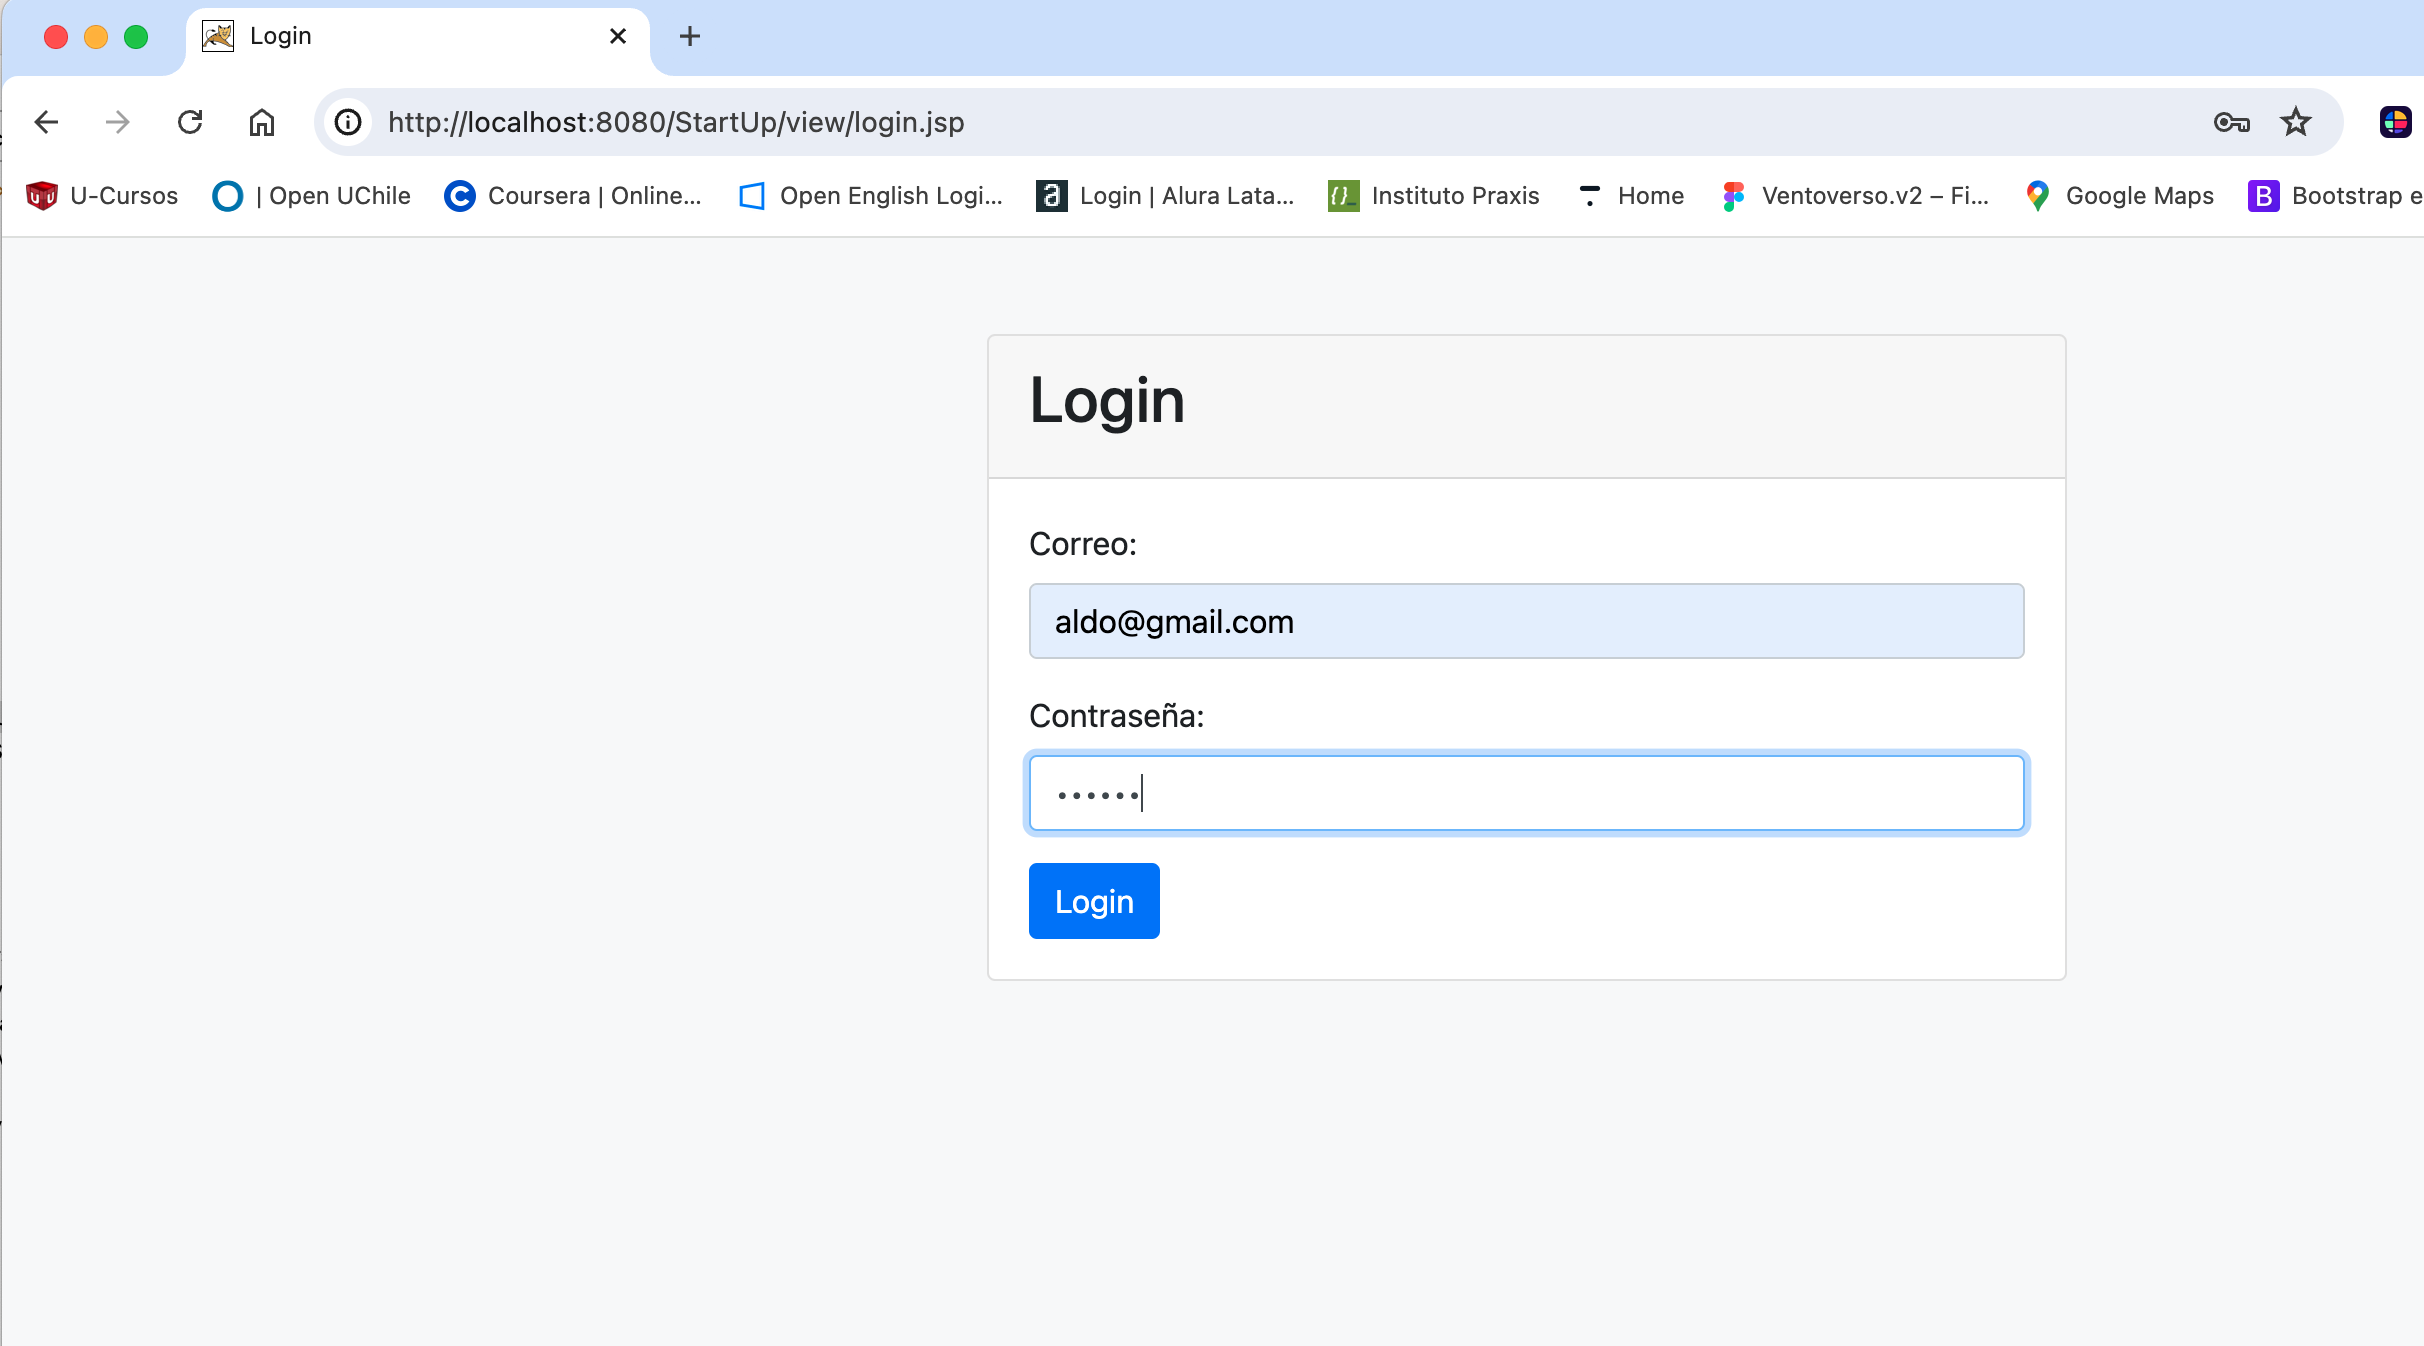 Login
http://localhost:8080/StartUp/view/login.jsp
U-Cursos | Open UChile Coursera | Online... Open English Logi... Login | Alura Lata... Instituto Praxis Home Ventoverso.v2 – Fi... Google Maps Bootstrap e
Login
Correo:
aldo@gmail.com
Contraseña:
••••••
Login